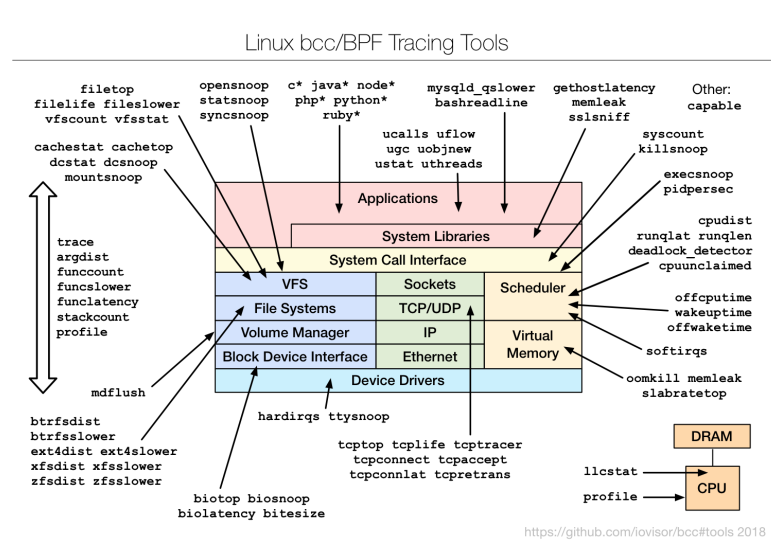 Linux bcc/BPF Tracing Tools
filetop
filelife fileslower
vfscount vfsstat
opensnoop
statsnoop
syncsnoop
c* java* node*
php* python*
ruby*
mysqld_qslower
bashreadline
gethostlatency
memleak
sslsniff
Other:
capable
cachestat cachetop
dcstat dcsnoop
mountsnoop
ucalls uflow
ugc uobjnew
ustat uthreads
syscount
killsnoop
execsnoop
pidpersec
trace
argdist
funccount
funcslower
funclatency
stackcount
profile
Applications
System Libraries
System Call Interface
VFS
Sockets
Scheduler
File Systems
TCP/UDP
Volume Manager
IP
Virtual
Memory
Block Device Interface
Ethernet
Device Drivers
cpudist
runqlat runqlen
deadlock_detector
cpuunclaimed
offcputime
wakeuptime
offwaketime
softirqs
oomkill memleak
slabratetop
mdflush
hardirqs ttysnoop
btrfsdist
btrfsslower
ext4dist ext4slower
xfsdist xfsslower
zfsdist zfsslower
tcptop tcplife tcptracer
tcpconnect tcpaccept
tcpconnlat tcpretrans
biotop biosnoop
biolatency bitesize
DRAM
llcstat
CPU
profile
https://github.com/iovisor/bcc#tools 2018